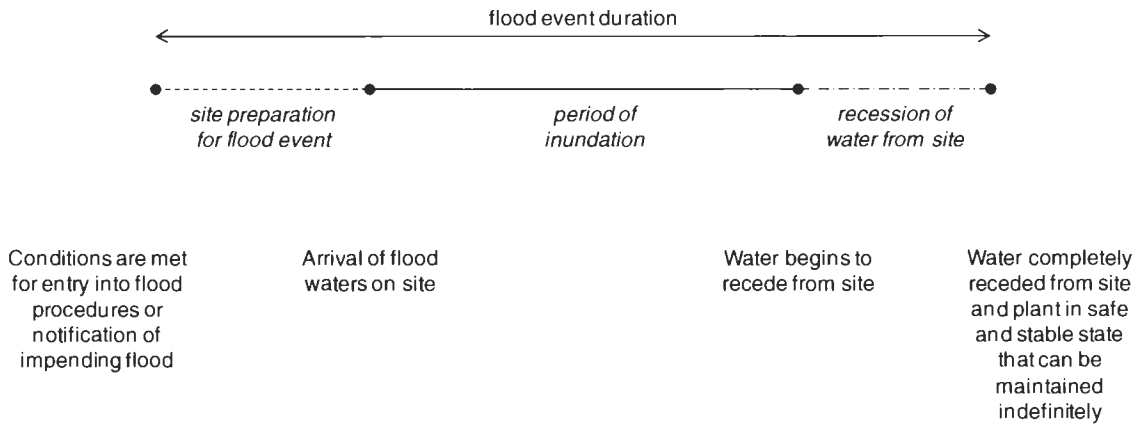 flood event duration
site preparation
for flood event
period of
inundation
recession of
water from site
Conditions are met
for entry into flood
procedures or
notification of
impending flood
Arrival of flood
waters on site
Water begins to
recede from site
Water completely
receded from site
and plant in safe
and stable state
that can be
maintained
indefinitely